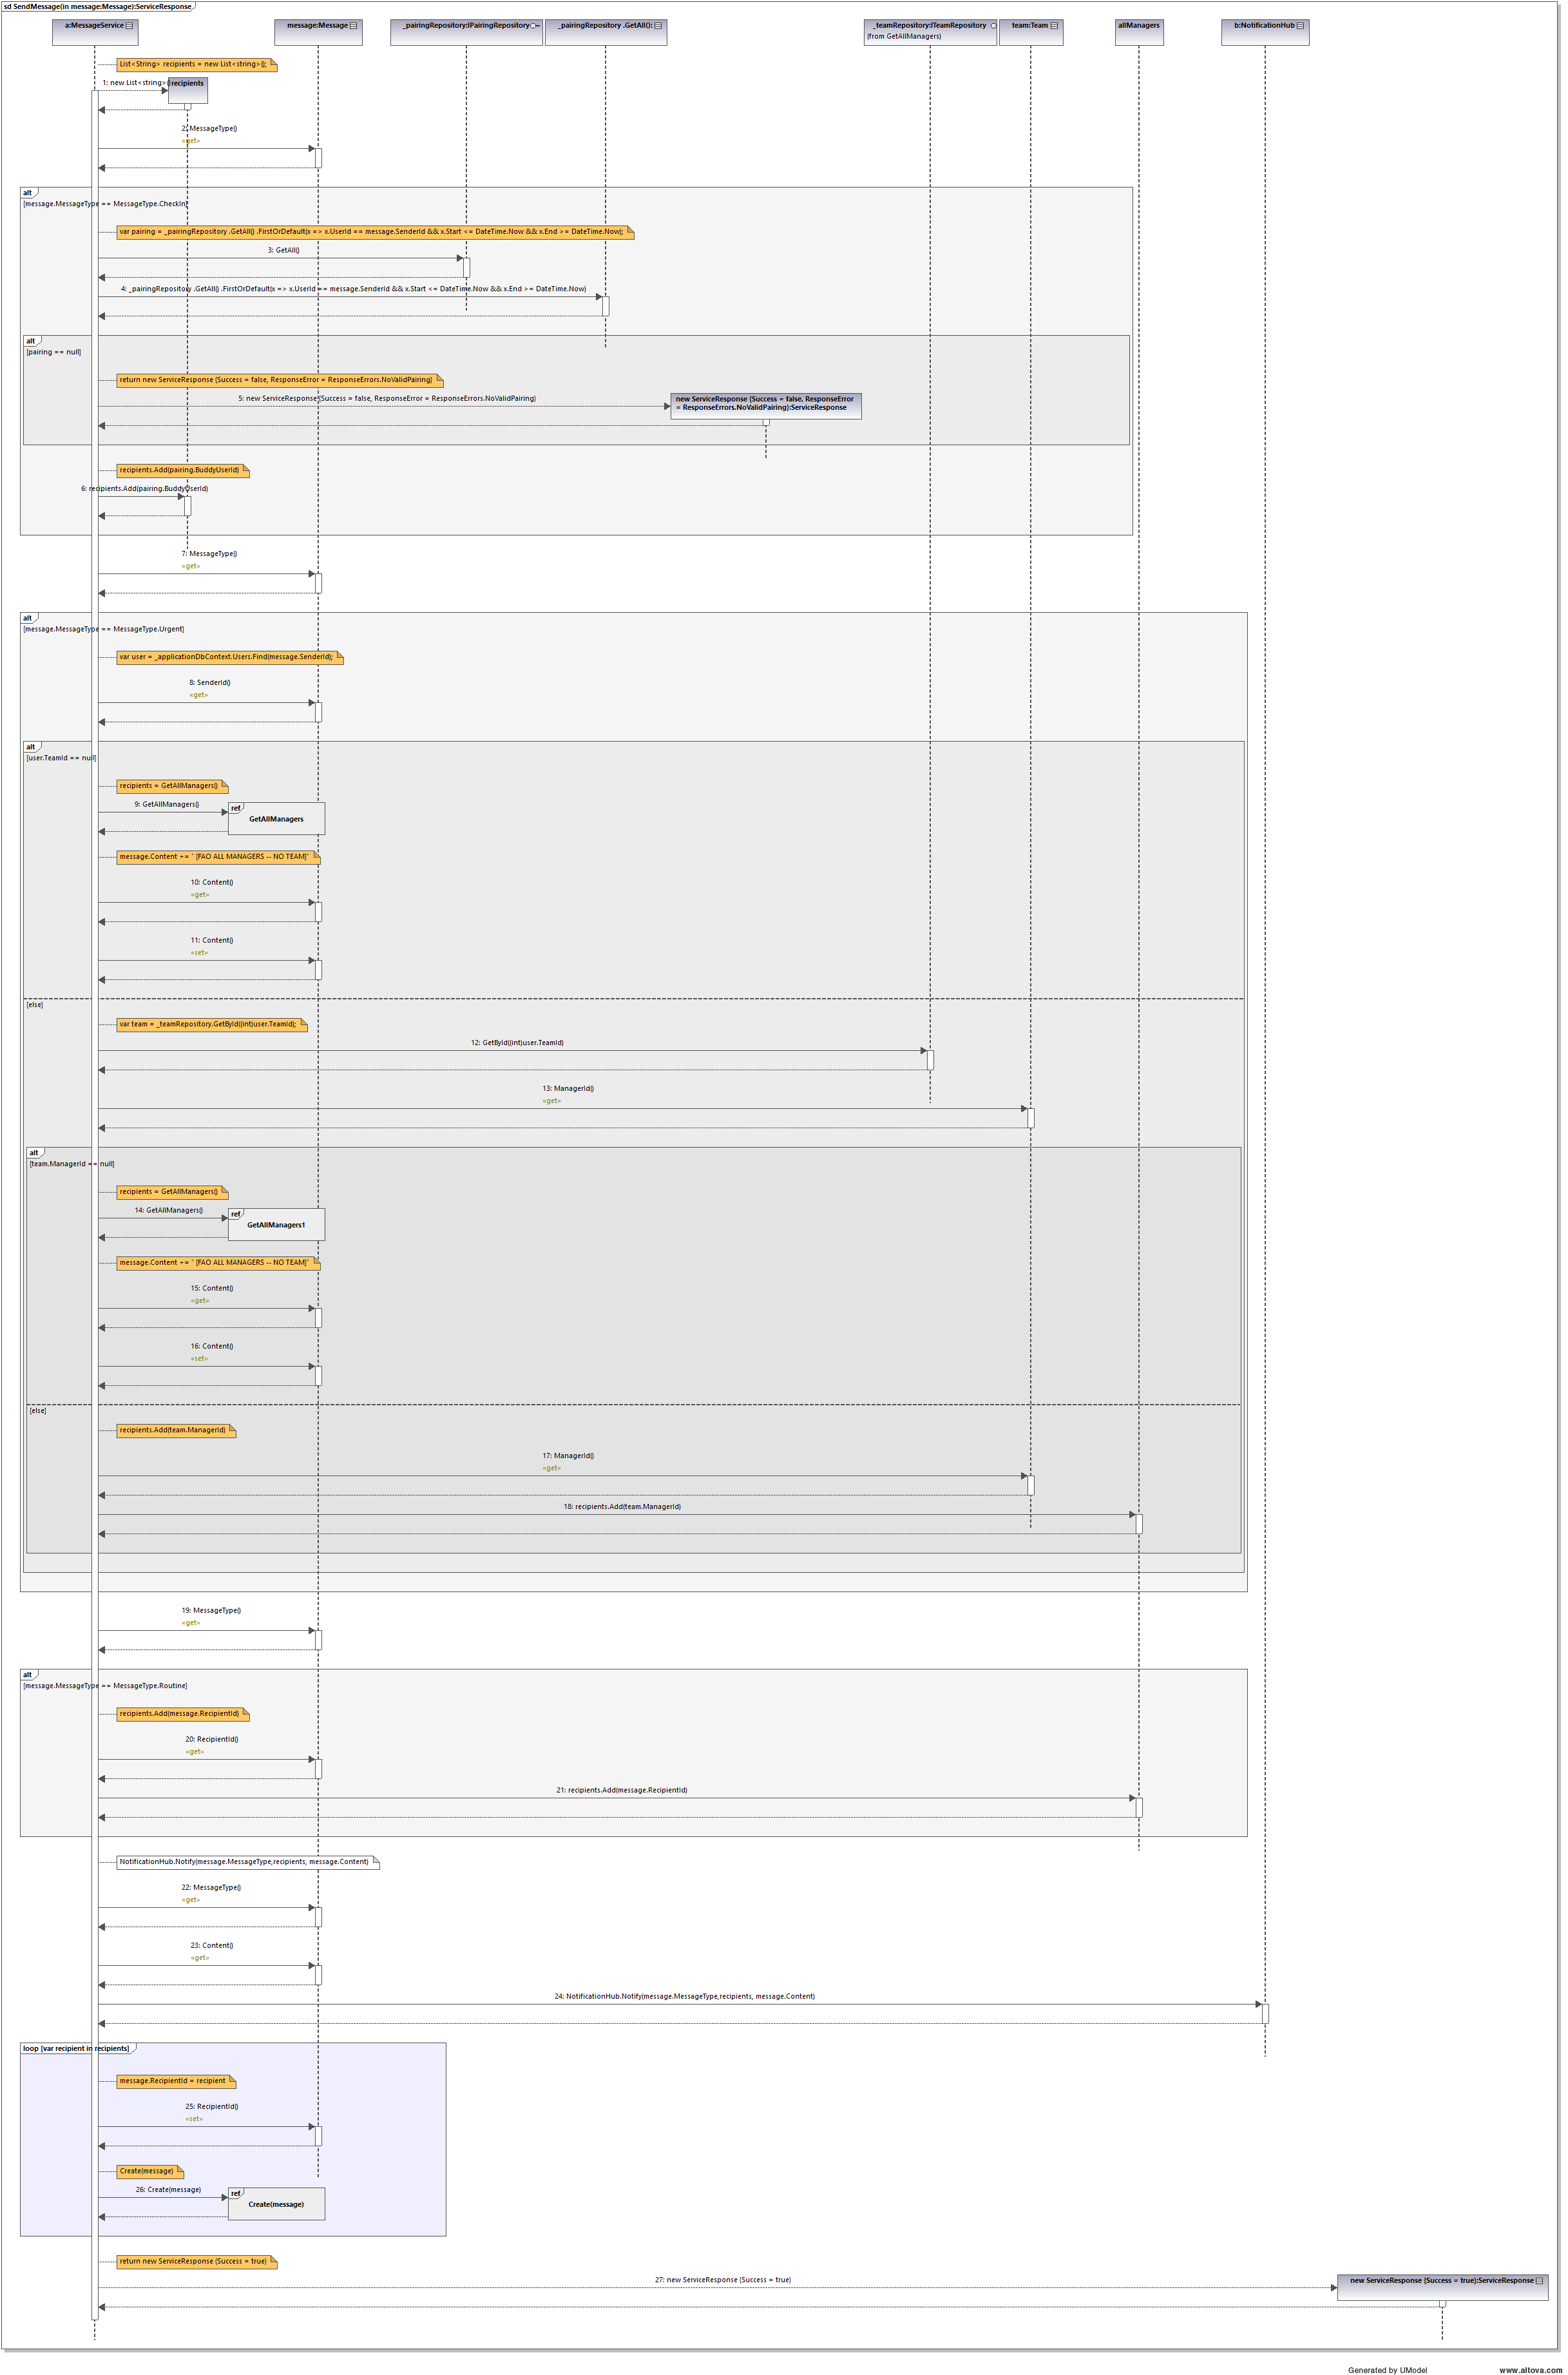 sd SendMessage(in message:Message):ServiceResponse
a:MessageService
message:Message
_pairingRepository:IPairingRepository
_pairingRepository .GetAll():
_teamRepository:ITeamRepository
(from GetAllManagers)
team:Team
allManagers
b:NotificationHub
List<String> recipients = new List<string>();
1: new List<string>()
recipients
2: MessageType()
«get»
alt
[message.MessageType == MessageType.CheckIn]
var pairing = _pairingRepository .GetAll() .FirstOrDefault(x => x.UserId == message.SenderId && x.Start <= DateTime.Now && x.End >= DateTime.Now);
3: GetAll()
4: _pairingRepository .GetAll() .FirstOrDefault(x => x.UserId == message.SenderId && x.Start <= DateTime.Now && x.End >= DateTime.Now)
alt
[pairing == null]
return new ServiceResponse {Success = false, ResponseError = ResponseErrors.NoValidPairing}
5: new ServiceResponse {Success = false, ResponseError = ResponseErrors.NoValidPairing}
new ServiceResponse {Success = false, ResponseError
= ResponseErrors.NoValidPairing}:ServiceResponse
recipients.Add(pairing.BuddyUserId)
6: recipients.Add(pairing.BuddyUserId)
7: MessageType()
«get»
alt
[message.MessageType == MessageType.Urgent]
var user = _applicationDbContext.Users.Find(message.SenderId);
8: SenderId()
«get»
alt
[user.TeamId == null]
recipients = GetAllManagers()
9: GetAllManagers()
ref
GetAllManagers
message.Content += " [FAO ALL MANAGERS -- NO TEAM]"
10: Content()
«get»
11: Content()
«set»
[else]
var team = _teamRepository.GetById((int)user.TeamId);
12: GetById((int)user.TeamId)
13: ManagerId()
«get»
alt
[team.ManagerId == null]
recipients = GetAllManagers()
14: GetAllManagers()
ref
GetAllManagers1
message.Content += " [FAO ALL MANAGERS -- NO TEAM]"
15: Content()
«get»
16: Content()
«set»
[else]
recipients.Add(team.ManagerId)
17: ManagerId()
«get»
18: recipients.Add(team.ManagerId)
19: MessageType()
«get»
alt
[message.MessageType == MessageType.Routine]
recipients.Add(message.RecipientId)
20: RecipientId()
«get»
21: recipients.Add(message.RecipientId)
NotificationHub.Notify(message.MessageType,recipients, message.Content)
22: MessageType()
«get»
23: Content()
«get»
24: NotificationHub.Notify(message.MessageType,recipients, message.Content)
loop [var recipient in recipients]
message.RecipientId = recipient
25: RecipientId()
«set»
Create(message)
26: Create(message)
ref
Create(message)
return new ServiceResponse {Success = true}
27: new ServiceResponse {Success = true}
new ServiceResponse {Success = true}:ServiceResponse
Generated by UModel
www.altova.com